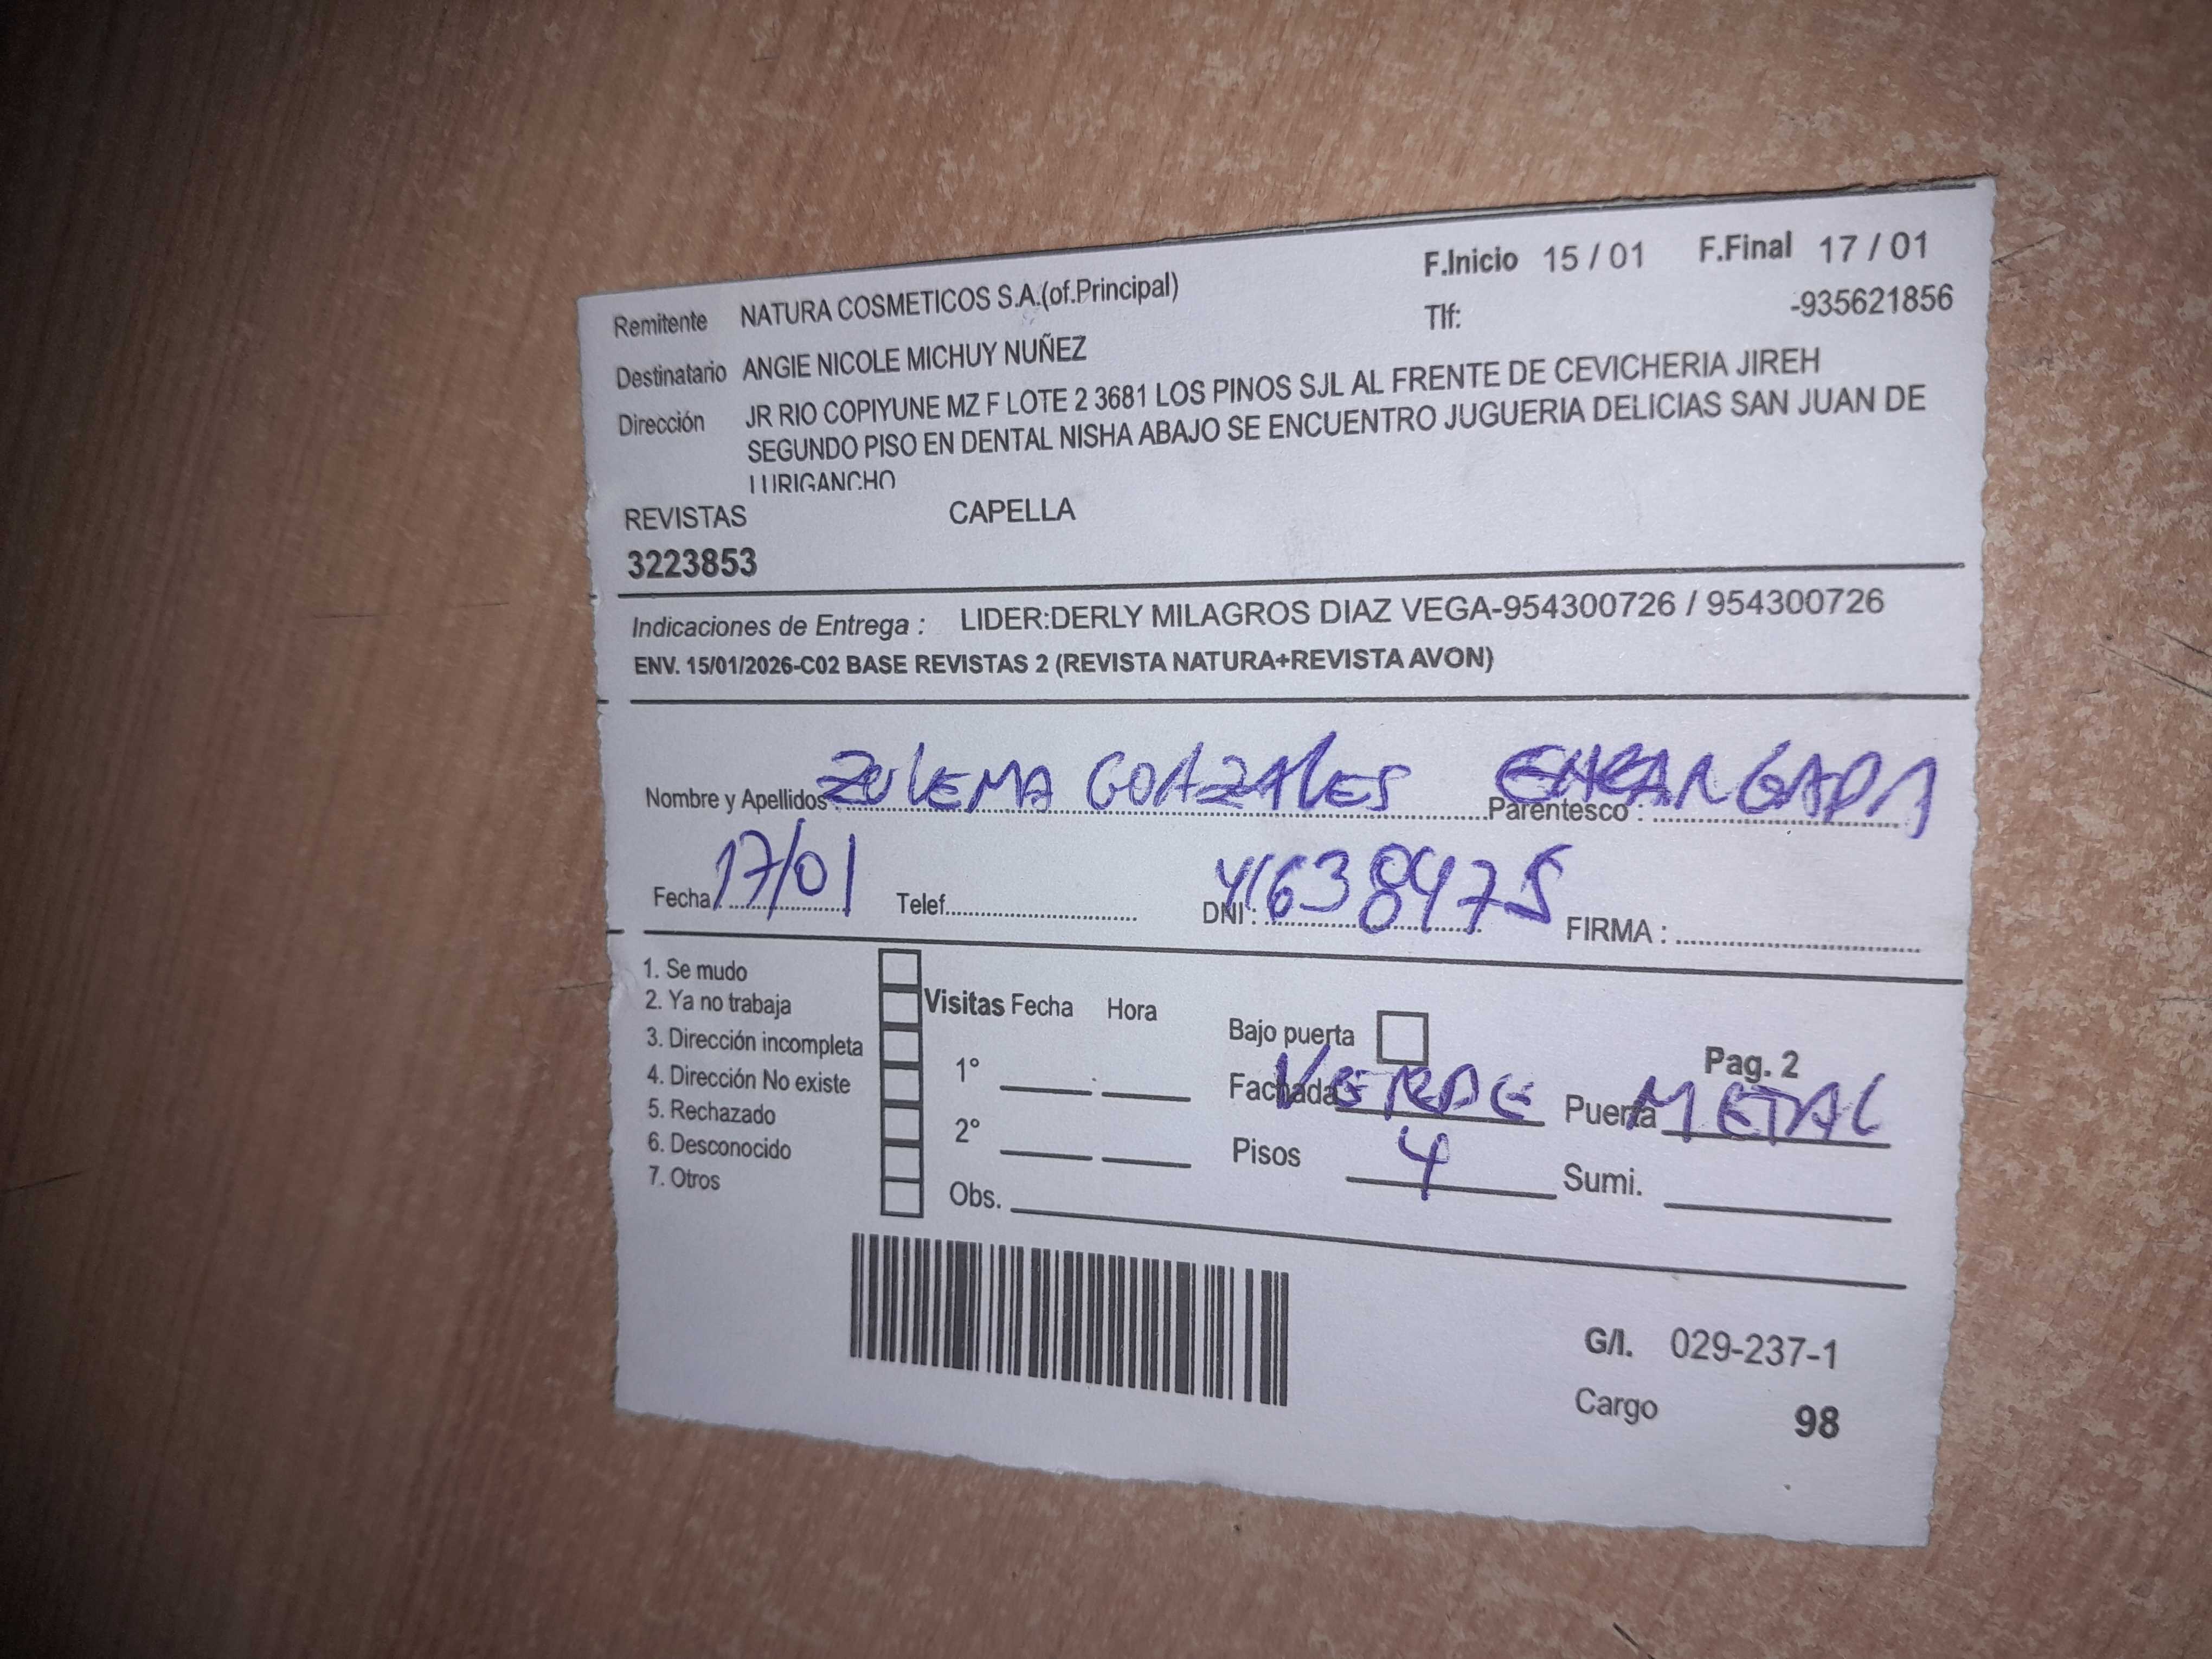 F.Inicio 15 / 01 F.Final 17 / 01
Remitente NATURA COSMETICOS S.A.(of.Principal) Tlf: -935621856
Destinatario ANGIE NICOLE MICHUY NUÑEZ
Dirección JR RIO COPIYUNE MZ F LOTE 2 3681 LOS PINOS SJL AL FRENTE DE CEVICHERIA JIREH
SEGUNDO PISO EN DENTAL NISHA ABAJO SE ENCUENTRO JUGUERIA DELICIAS SAN JUAN DE
LURIGANCHO
REVISTAS CAPELLA
3223853
Indicaciones de Entrega : LIDER:DERLY MILAGROS DIAZ VEGA-954300726 / 954300726
ENV. 15/01/2026-C02 BASE REVISTAS 2 (REVISTA NATURA+REVISTA AVON)
Nombre y Apellidos : ZULEMA GONZALES Parentesco : ENCARGADA
Fecha 17/01 Telef. DNI : 41638475 FIRMA :
1. Se mudo
2. Ya no trabaja Visitas Fecha Hora
3. Dirección incompleta Bajo puerta
4. Dirección No existe 1° Fachada VERDE Puerta METAL Pag. 2
5. Rechazado
6. Desconocido 2° Pisos 4 Sumi.
7. Otros Obs.
G/I. 029-237-1
Cargo 98